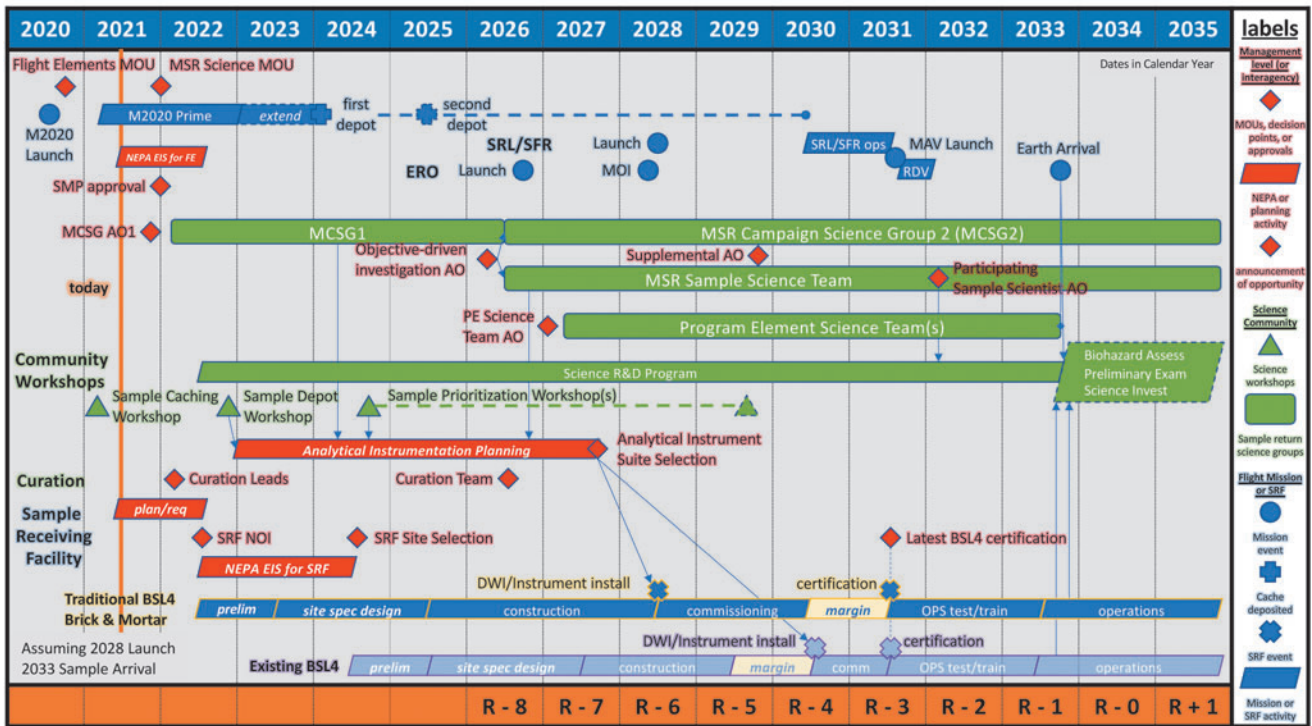 2020 2021 2022 2023 2024 2025 2026 2027 2028 2029 2030 2031 2032 2033 2034 2035
Flight Elements MOU MSR Science MOU
Dates in Calendar Year
M2020 Prime extend
first
depot
second
depot
M2020
Launch
SRL/SFR
Launch
SRL/SFR ops
MAV Launch
Earth Arrival
NEPA EIS for FE
ERO Launch
MOI
RDV
SMP approval
MCSG AO1
MCSG1
MSR Campaign Science Group 2 (MCSG2)
Objective-driven
investigation AO
Supplemental AO
today
MSR Sample Science Team
Participating
Sample Scientist AO
PE Science
Team AO
Program Element Science Team(s)
Community
Workshops
Science R&D Program
Biohazard Assess
Preliminary Exam
Science Invest
Sample Caching
Workshop
Sample Depot
Workshop
Sample Prioritization Workshop(s)
Analytical Instrumentation Planning
Analytical Instrument
Suite Selection
Curation
Curation Leads
Curation Team
Sample
Receiving
Facility
plan/req
SRF NOI
SRF Site Selection
Latest BSL4 certification
NEPA EIS for SRF
DWI/Instrument install
certification
Traditional BSL4
Brick & Mortar
prelim site spec design construction commissioning margin OPS test/train operations
Assuming 2028 Launch
2033 Sample Arrival
DWI/Instrument install
certification
Existing BSL4
prelim site spec design construction margin comm OPS test/train operations
R - 8 R - 7 R - 6 R - 5 R - 4 R - 3 R - 2 R - 1 R - 0 R + 1
labels
Management
level (or
interagency)
MOUs, decision
points, or
approvals
NEPA or
planning
activity
announcement
of opportunity
Science
Community
Science
workshops
Sample return
science groups
Flight Mission
or SRF
Mission
event
Cache
deposited
SRF event
Mission or
SRF activity